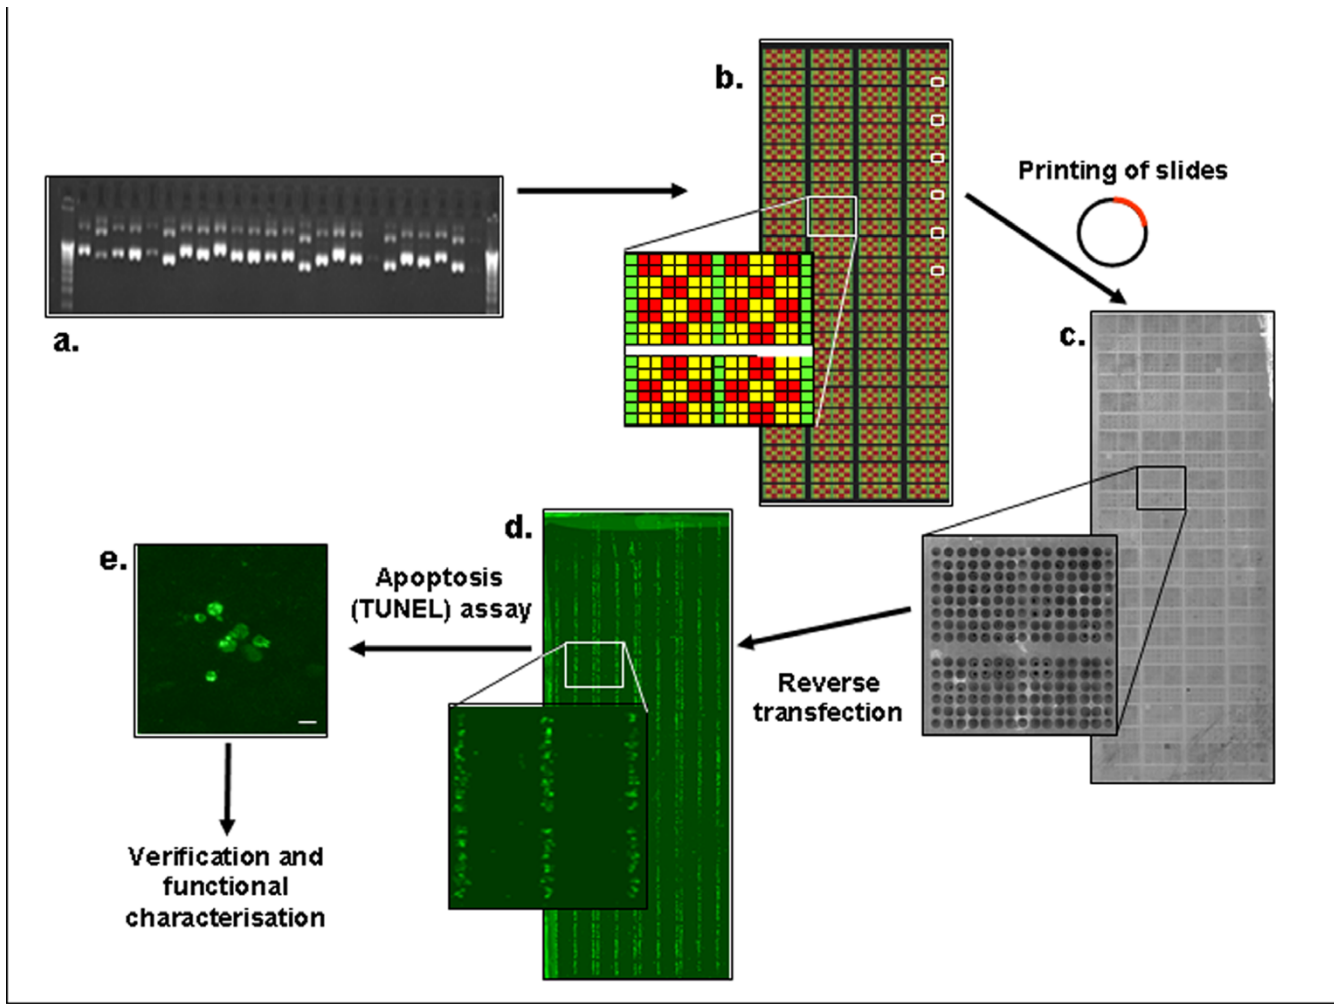 a.
b.
Printing of slides
c.
d.
Reverse
transfection
Apoptosis
(TUNEL) assay
e.
Verification and
functional
characterisation